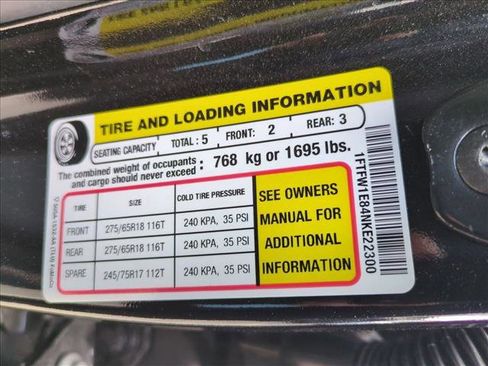 TIRE AND LOADING INFORMATION
SEATING CAPACITY TOTAL: 5 FRONT: 2 REAR: 3
The combined weight of occupants
and cargo should never exceed : 768 kg or 1695 lbs.
TIRE SIZE COLD TIRE PRESSURE
FRONT 275/65R18 116T 240 KPA, 35 PSI
REAR 275/65R18 116T 240 KPA, 35 PSI
SPARE 245/75R17 112T 240 KPA, 35 PSI
SEE OWNERS
MANUAL FOR
ADDITIONAL
INFORMATION
1FTFW1E84NKE22300